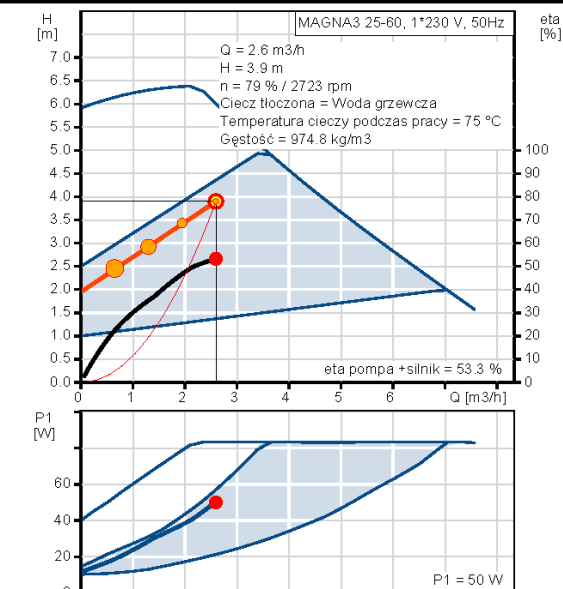 H
[m]
MAGNA3 25-60, 1*230 V, 50Hz
eta
[%]
Q = 2.6 m3/h
H = 3.9 m
n = 79 % / 2723 rpm
Ciecz tłoczona = Woda grzewcza
Temperatura cieczy podczas pracy = 75 °C
Gęstość = 974.8 kg/m3
7.0
6.5
6.0
5.5
5.0
4.5
4.0
3.5
3.0
2.5
2.0
1.5
1.0
0.5
0.0
100
90
80
70
60
50
40
30
20
10
0
eta pompa +silnik = 53.3 %
0
1
2
3
4
5
6
Q [m3/h]
P1
[W]
60
40
20
P1 = 50 W